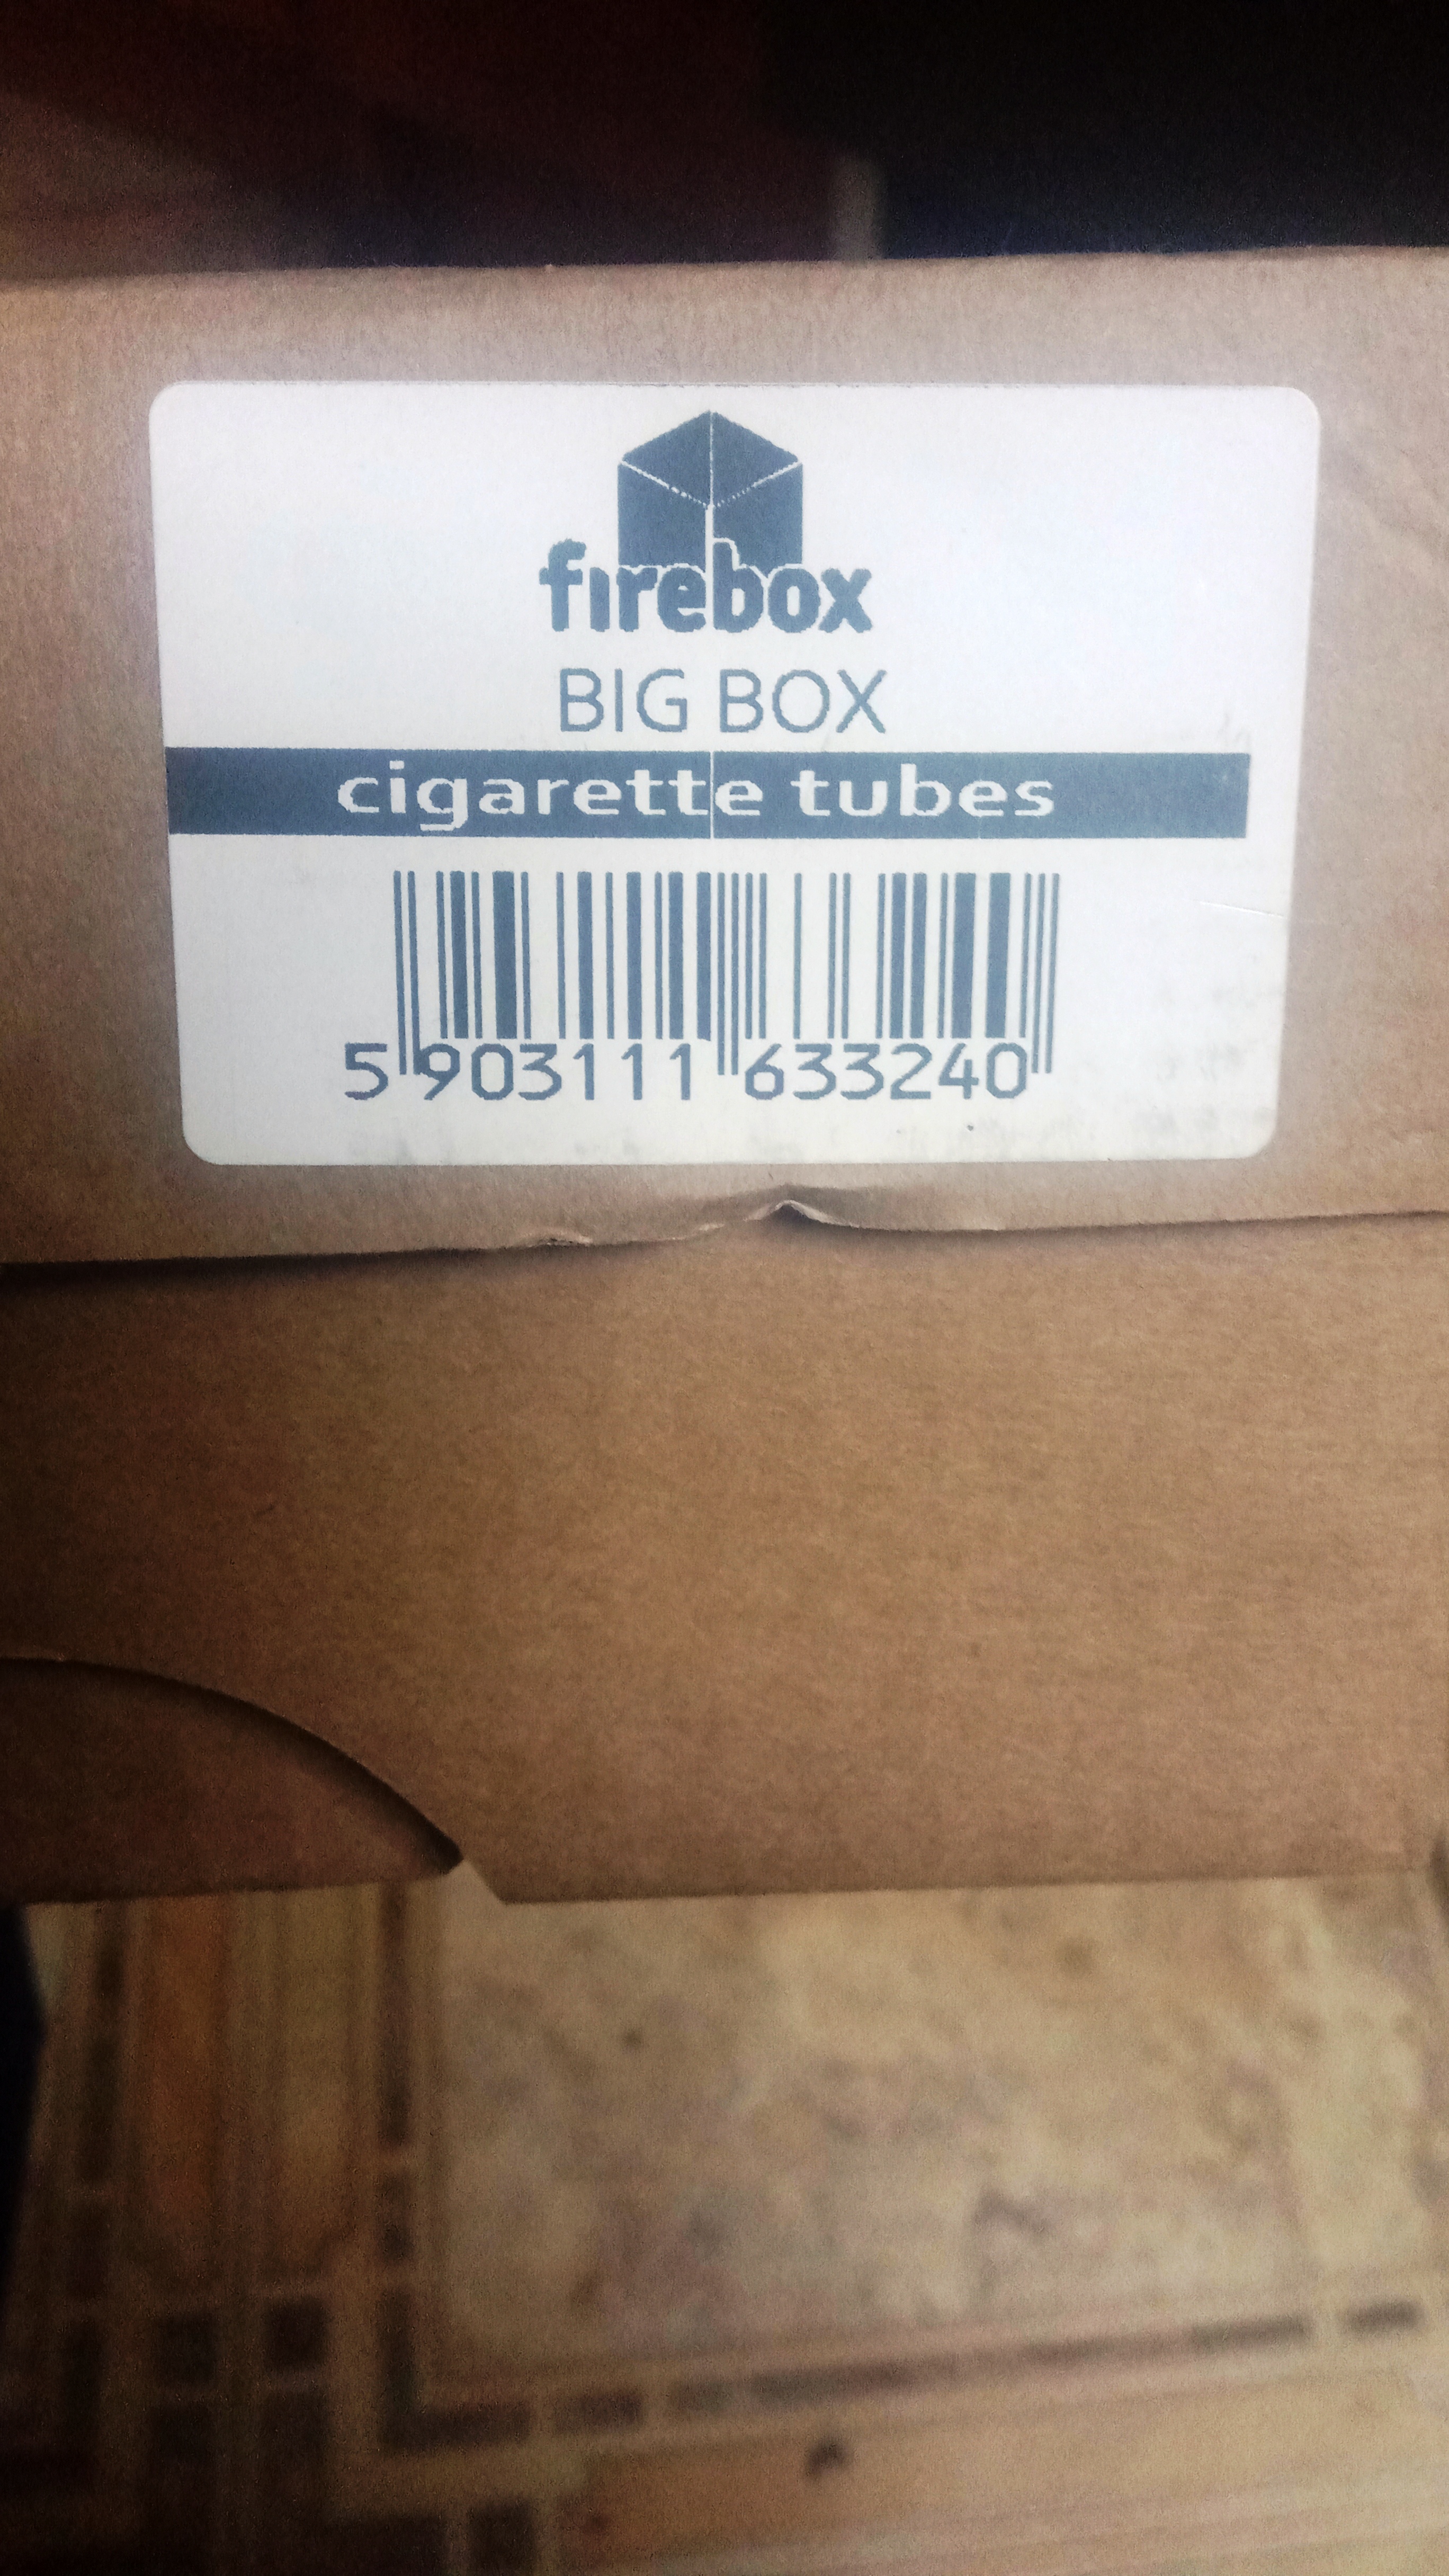 firebox
BIG BOX
cigarette tubes
5 903111 633240